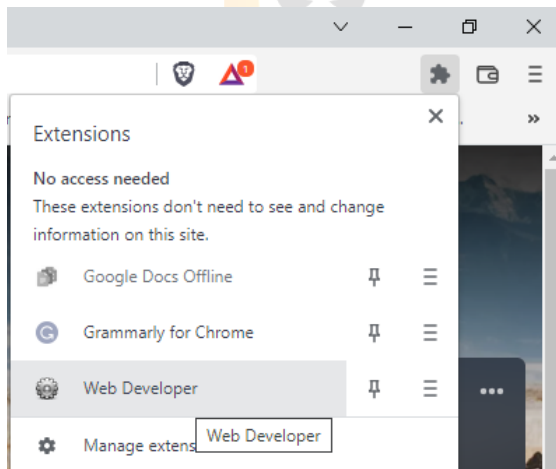 1
Extensions
No access needed
These extensions don't need to see and change
information on this site.
Google Docs Offline
Grammarly for Chrome
Web Developer
Manage extens
Web Developer